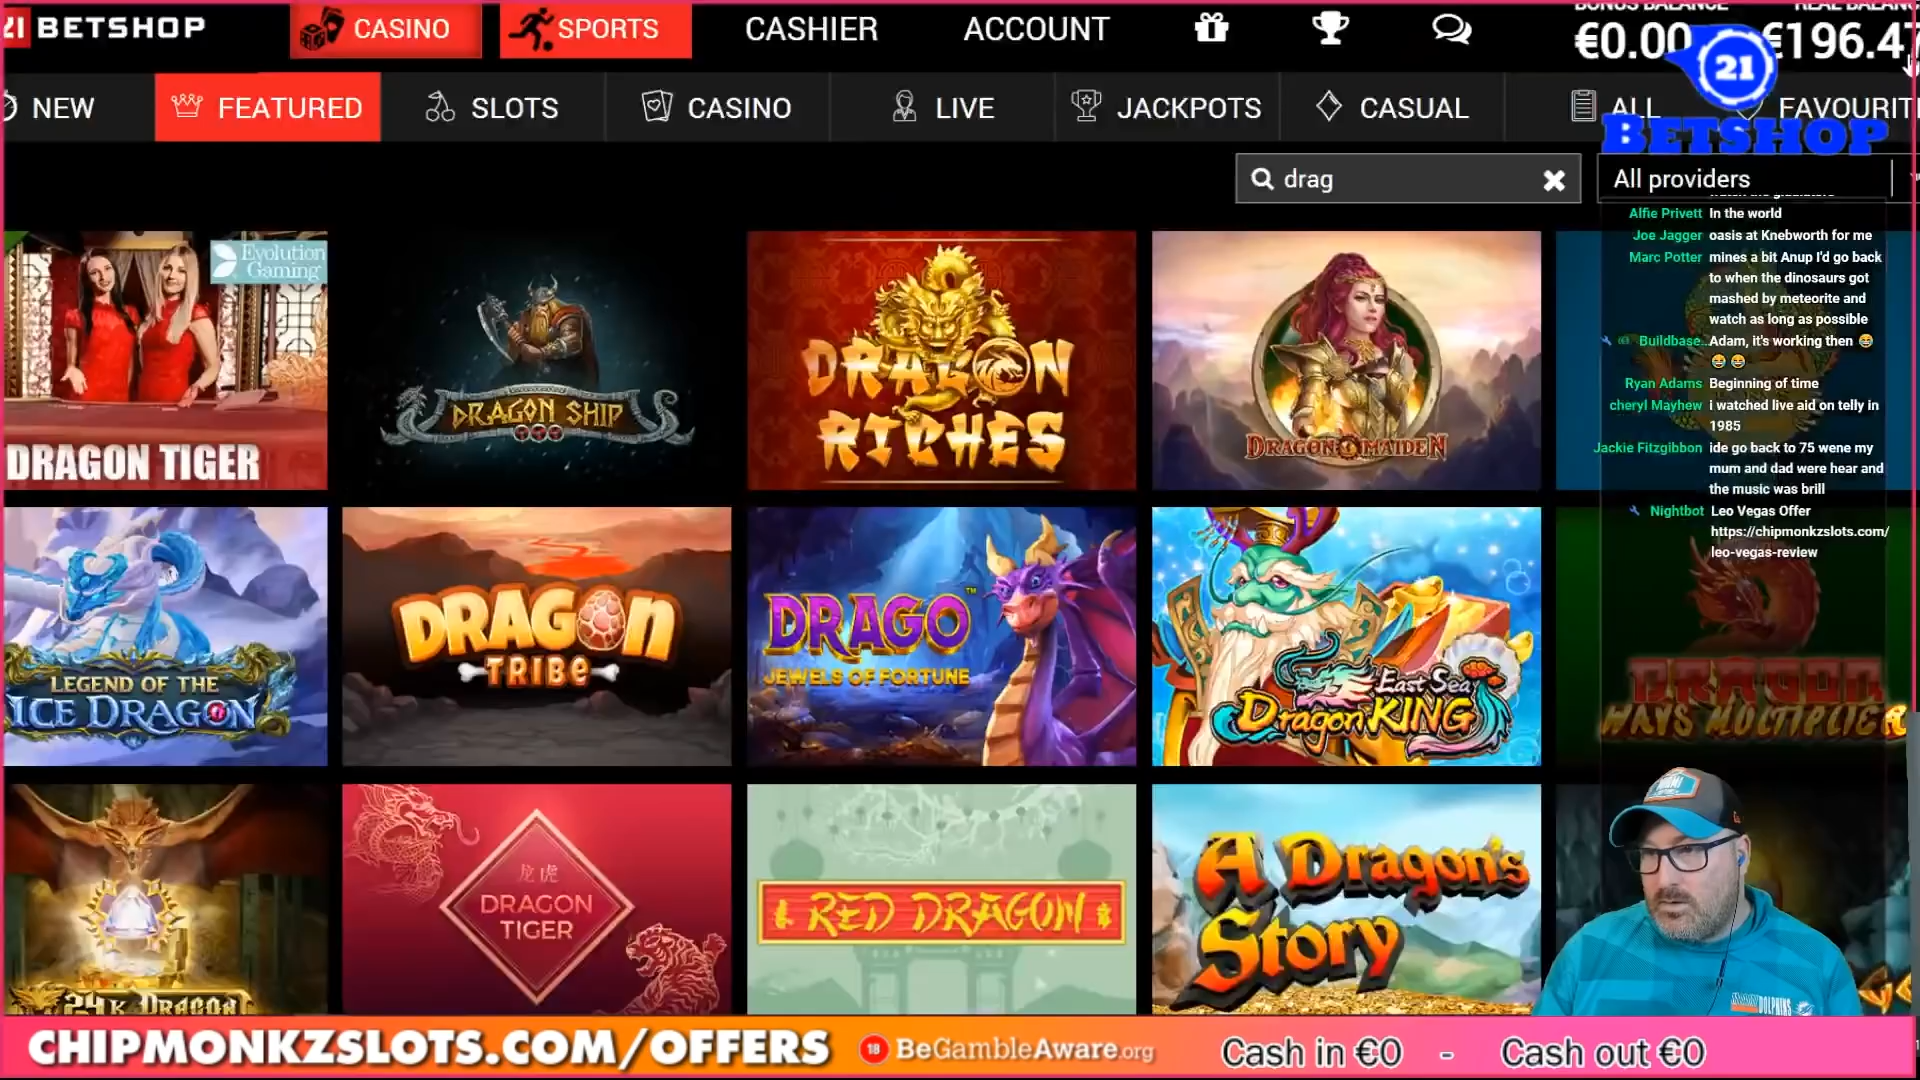 21 BETSHOP
CASINO
SPORTS
CASHIER
ACCOUNT
BONUS BALANCE
€0.00
€196.47
21
BETSHOP
NEW
FEATURED
SLOTS
CASINO
LIVE
JACKPOTS
CASUAL
ALL
FAVOURIT
drag
All providers
Alfie Privett In the world
Joe Jagger oasis at Knebworth for me
Marc Potter mines a bit Anup I'd go back
to when the dinosaurs got
mashed by meteorite and
watch as long as possible
Buildbase.. Adam, it's working then
Ryan Adams Beginning of time
cheryl Mayhew i watched live aid on telly in
1985
Jackie Fitzgibbon ide go back to 75 wene my
mum and dad were hear and
the music was brill
Nightbot Leo Vegas Offer
https://chipmonkzslots.com/
leo-vegas-review
Evolution
Gaming
DRAGON TIGER
DRAGON SHIP
DRAGON
RICHES
DRAGON MAIDEN
LEGEND OF THE
ICE DRAGON
DRAGON
TRIBE
DRAGO™
JEWELS OF FORTUNE
East Sea
Dragon KING
DRAGON
WAYS MULTIPLIER
24K DRAGON
龙虎
DRAGON
TIGER
RED DRAGON
A Dragon's
Story
DOLPHINS
CHIPMONKZSLOTS.COM/OFFERS
18 BeGambleAware.org
Cash in €0 - Cash out €0